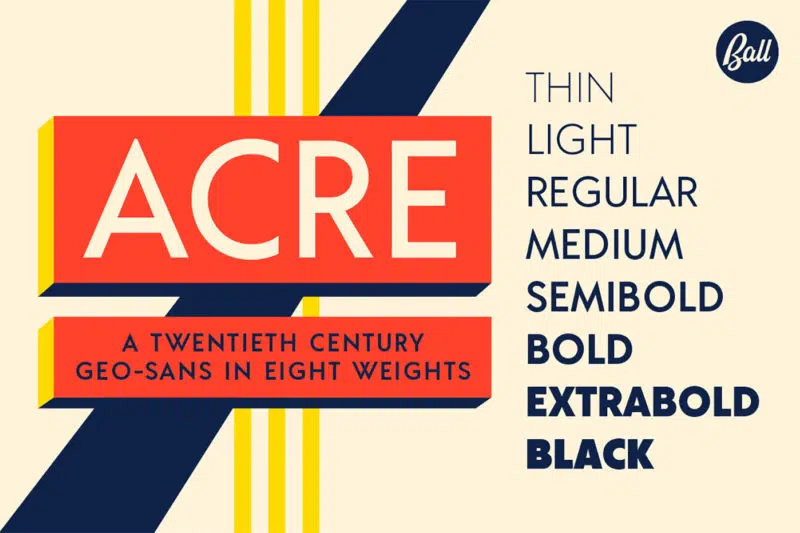 ACRE
A TWENTIETH CENTURY
GEO-SANS IN EIGHT WEIGHTS
Ball
THIN
LIGHT
REGULAR
MEDIUM
SEMIBOLD
BOLD
EXTRABOLD
BLACK